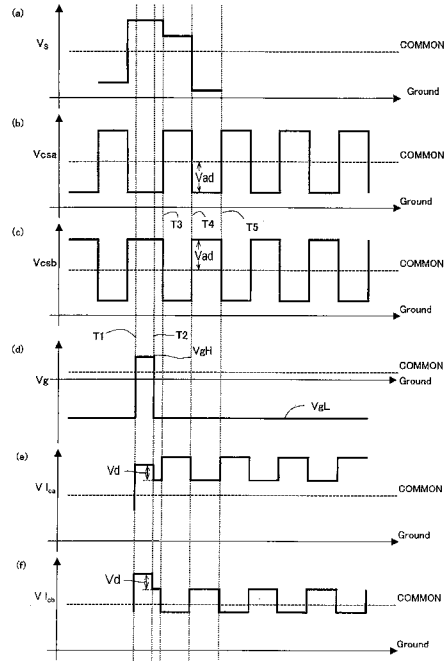 (a)
Vs
COMMON
Ground
(b)
Vcsa
COMMON
Vad
Ground
T3
T4
T5
(c)
Vcsb
Vad
COMMON
Ground
T1
T2
(d)
VgH
Vg
COMMON
Ground
VgL
(e)
Vd
V lca
COMMON
Ground
(f)
Vd
V lcb
COMMON
Ground